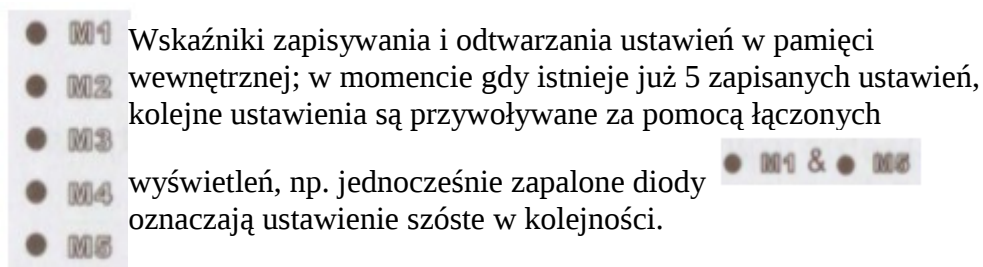 M1
M2
M3
M4
M5
Wskaźniki zapisywania i odtwarzania ustawień w pamięci
wewnętrznej; w momencie gdy istnieje już 5 zapisanych ustawień,
kolejne ustawienia są przywoływane za pomocą łączonych
wyświetleń, np. jednocześnie zapalone diody ● M1 & ● M5
oznaczają ustawienie szóste w kolejności.